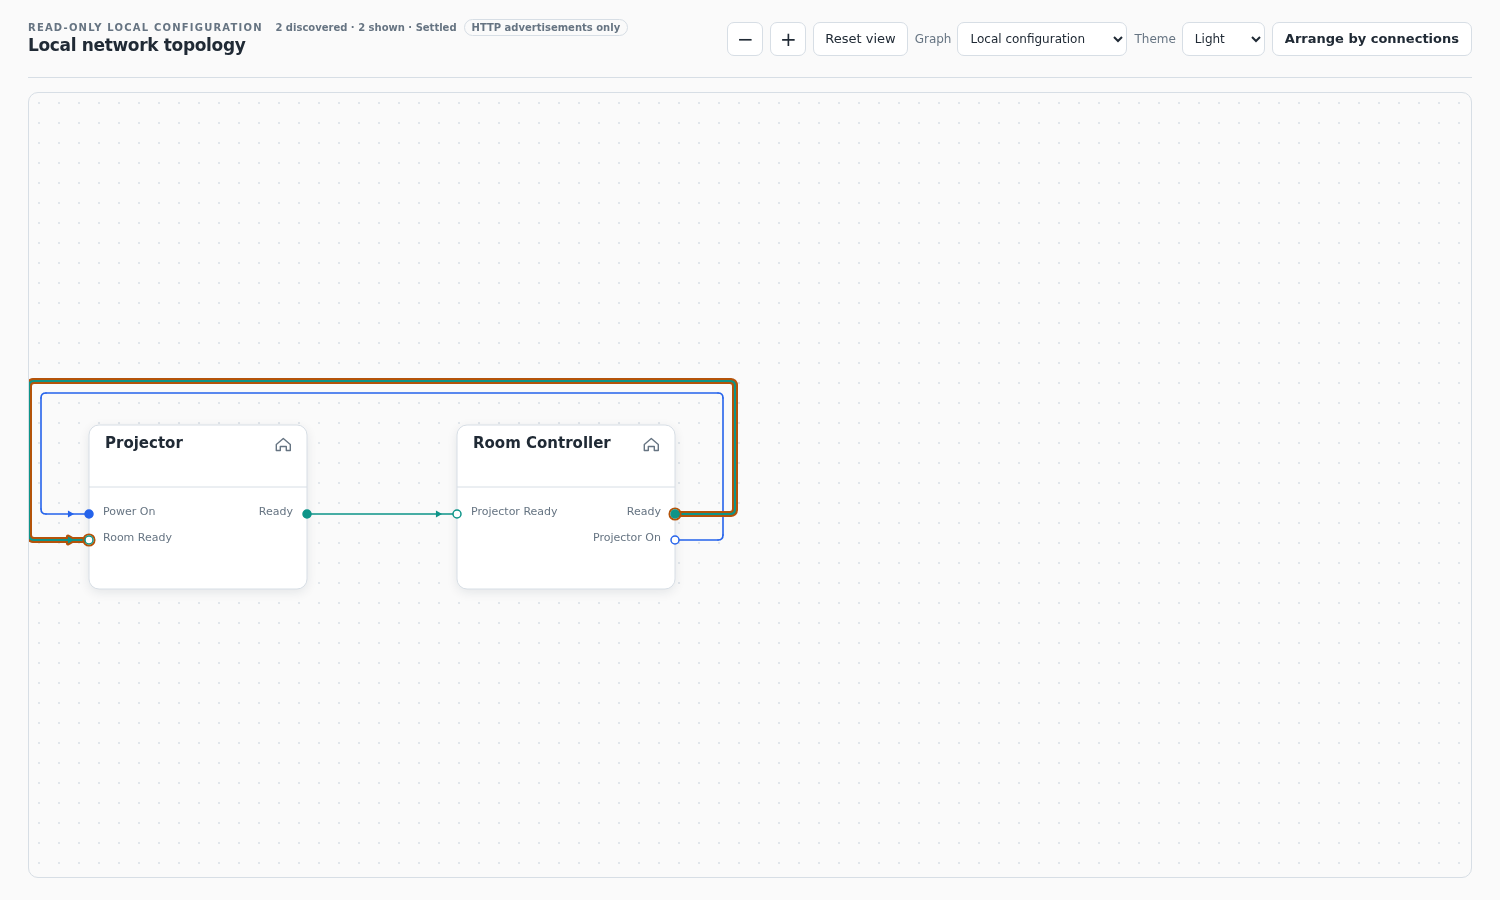 READ-ONLY LOCAL CONFIGURATION 2 discovered · 2 shown · Settled HTTP advertisements only
Local network topology
− + Reset view Graph Local configuration Theme Light Arrange by connections
Projector
Power On Ready
Room Ready
Room Controller
Projector Ready Ready
Projector On